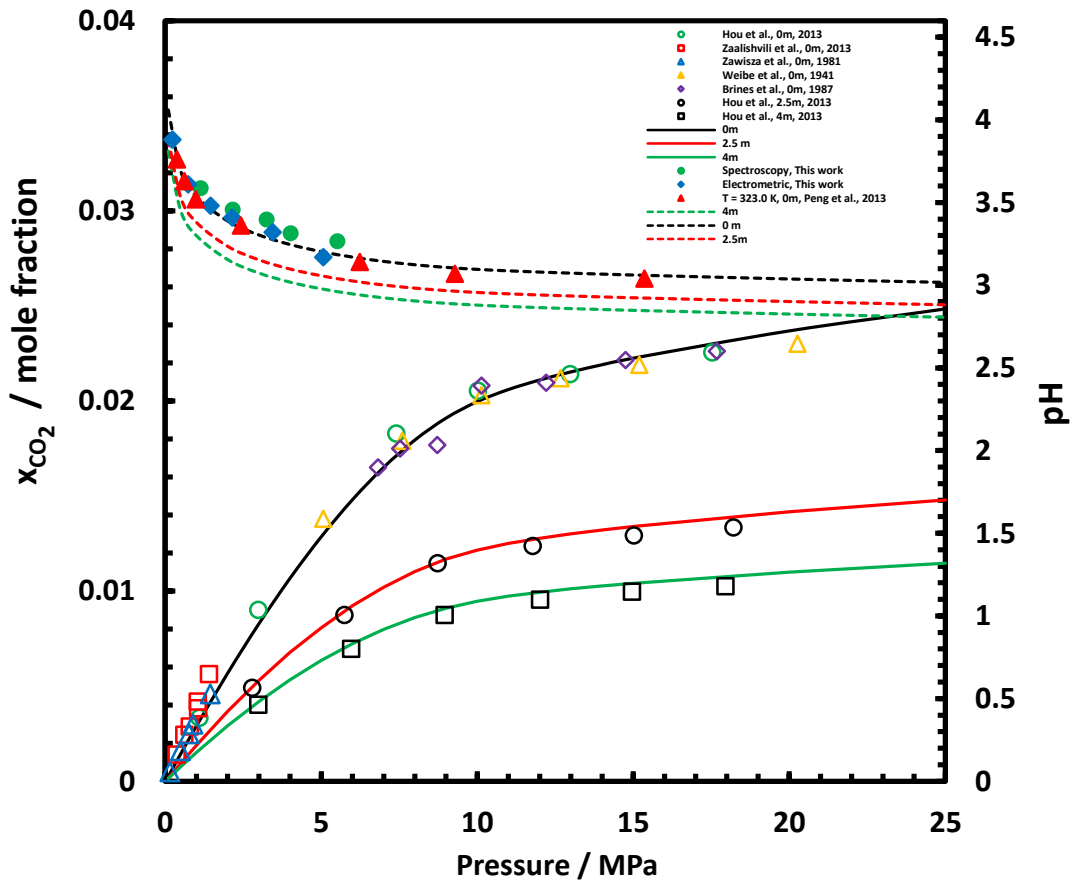 0.04
0.03
0.02
0.01
0
xCO2 / mole fraction
Hou et al., 0m, 2013
Zaalishvili et al., 0m, 2013
Zawisza et al., 0m, 1981
Weibe et al., 0m, 1941
Brines et al., 0m, 1987
Hou et al., 2.5m, 2013
Hou et al., 4m, 2013
0m
2.5 m
4m
Spectroscopy, This work
Electrometric, This work
T = 323.0 K, 0m, Peng et al., 2013
4m
0 m
2.5m
4.5
4
3.5
3
2.5
2
1.5
1
0.5
0
pH
0 5 10 15 20 25
Pressure / MPa